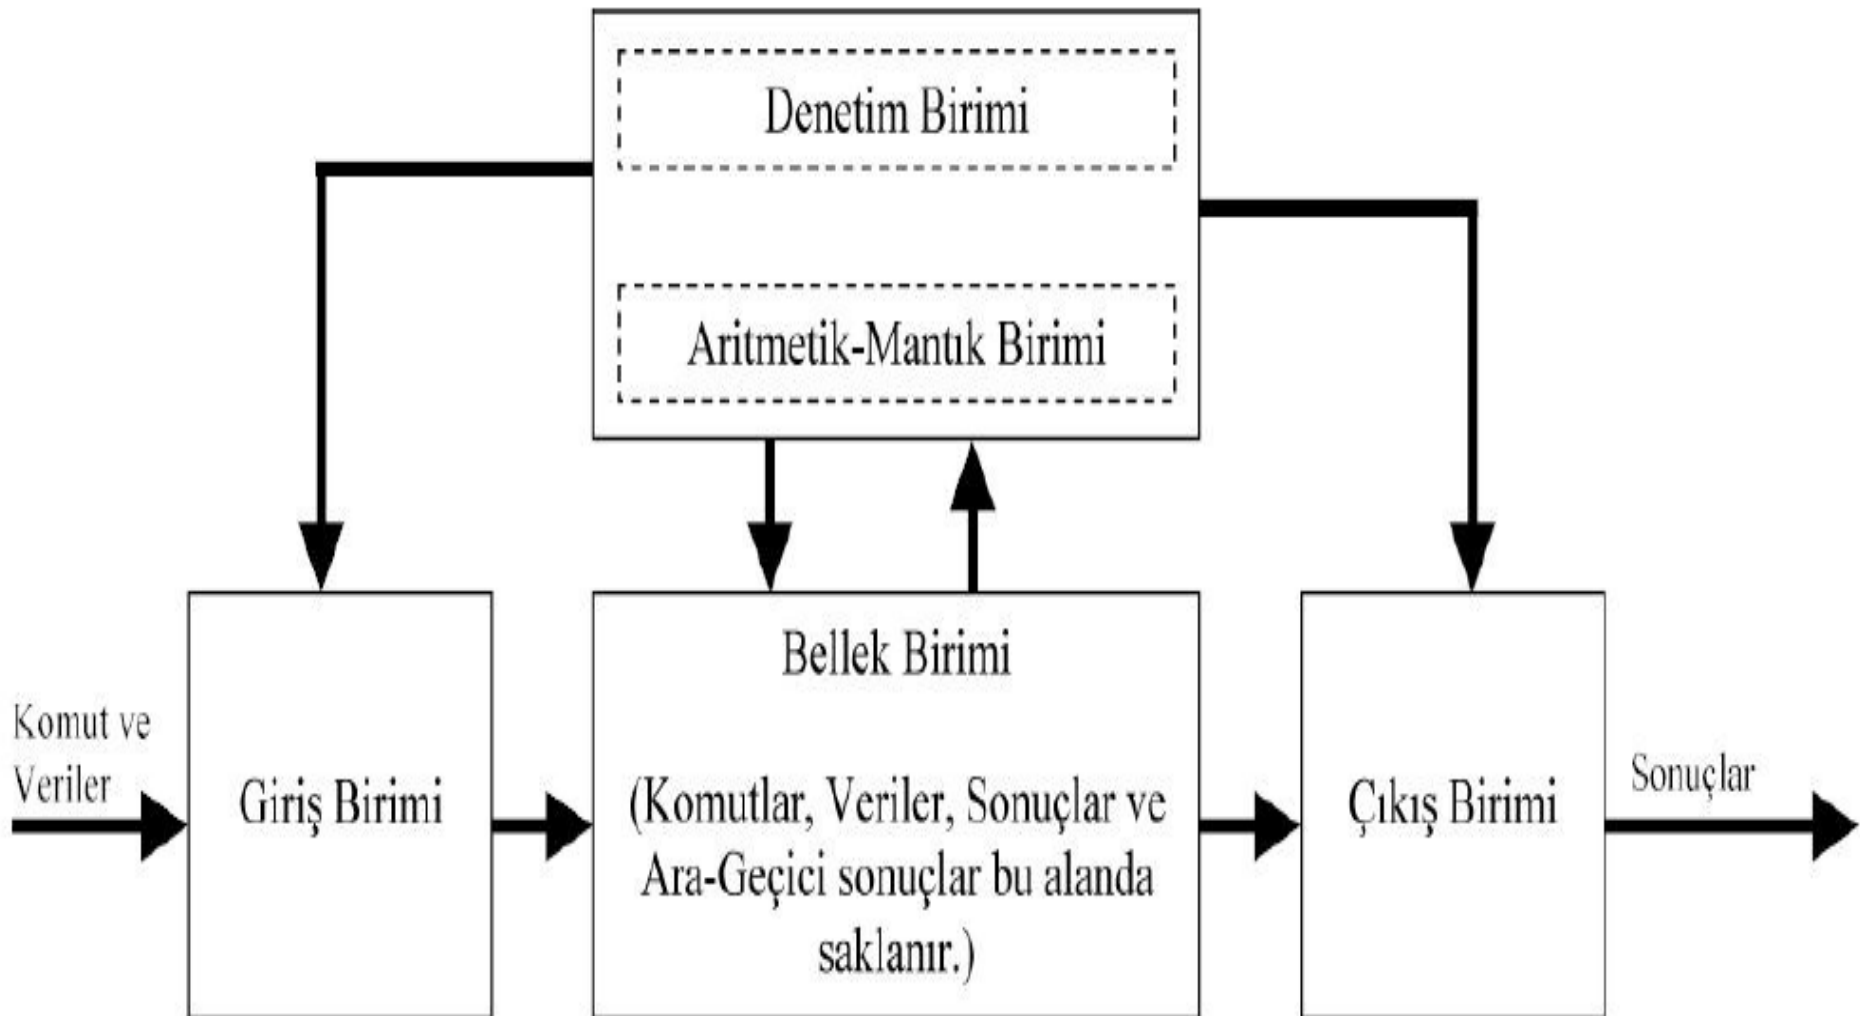 Denetim Birimi
Aritmetik-Mantık Birimi
Komut ve
Veriler
Giriş Birimi
Bellek Birimi
(Komutlar, Veriler, Sonuçlar ve
Ara-Geçici sonuçlar bu alanda
saklanır.)
Çıkış Birimi
Sonuçlar